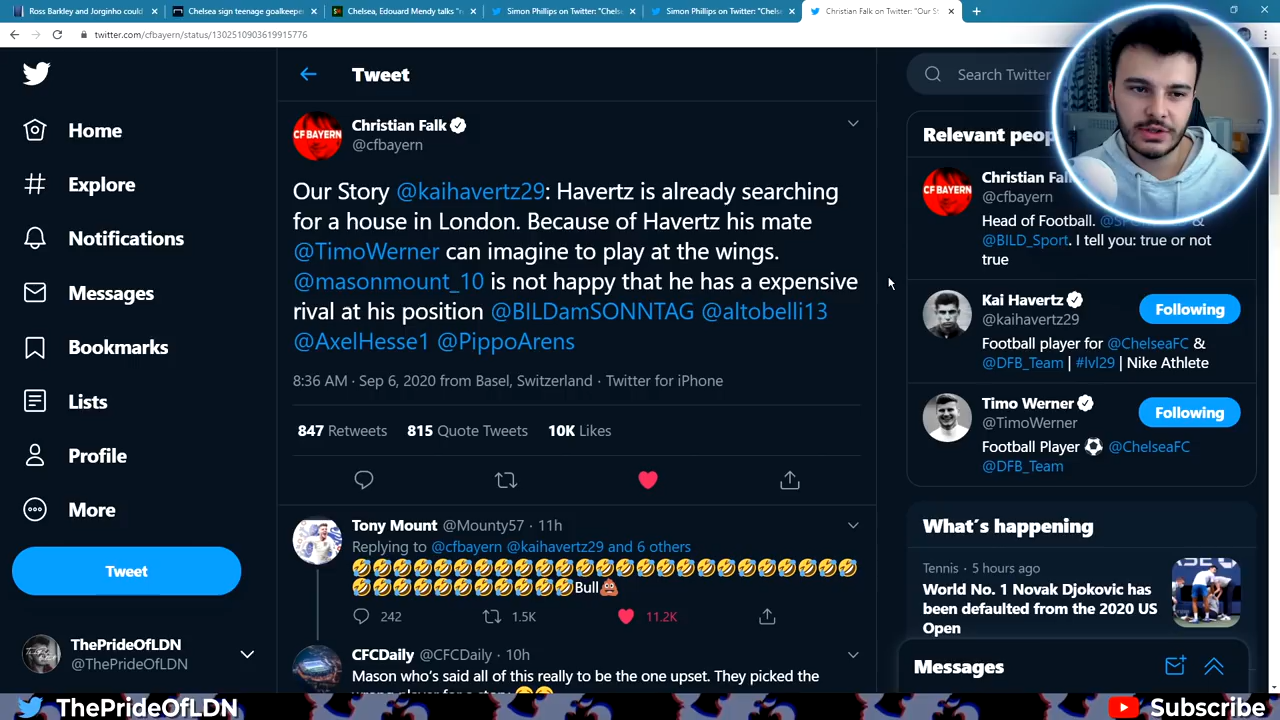 Ross Barkley and Jorginho could
Chelsea sign teenage goalkeepe
Chelsea, Edouard Mendy talks "n
Simon Phillips on Twitter: "Chels
Simon Phillips on Twitter: "Chels
Christian Falk on Twitter: "Our S
twitter.com/cfbayern/status/1302510903619915776
Home
Explore
Notifications
Messages
Bookmarks
Lists
Profile
More
Tweet
ThePrideOfLDN
@ThePrideOfLDN
Tweet
CF BAYERN
Christian Falk
@cfbayern
Our Story @kaihavertz29: Havertz is already searching
for a house in London. Because of Havertz his mate
@TimoWerner can imagine to play at the wings.
@masonmount_10 is not happy that he has a expensive
rival at his position @BILDamSONNTAG @altobelli13
@AxelHesse1 @PippoArens
8:36 AM · Sep 6, 2020 from Basel, Switzerland · Twitter for iPhone
847 Retweets 815 Quote Tweets 10K Likes
Tony Mount @Mounty57 · 11h
Replying to @cfbayern @kaihavertz29 and 6 others
🤣🤣🤣🤣🤣🤣🤣🤣🤣🤣🤣🤣🤣🤣🤣🤣🤣🤣🤣🤣🤣🤣🤣🤣🤣
🤣🤣🤣🤣🤣🤣🤣🤣🤣🤣🤣Bull💩
242 1.5K 11.2K
CFCDaily @CFCDaily · 10h
Mason who's said all of this really to be the one upset. They picked the
Search Twitter
Relevant
CF BAYERN
Christian
@cfbayern
Head of Football. &
@BILD_Sport. I tell you: true or not
true
Kai Havertz
@kaihavertz29
Following
Football player for @ChelseaFC &
@DFB_Team | #lvl29 | Nike Athlete
Timo Werner
@TimoWerner
Following
Football Player ⚽ @ChelseaFC
@DFB_Team
What's happening
Tennis · 5 hours ago
World No. 1 Novak Djokovic has
been defaulted from the 2020 US
Open
Messages
ThePrideOfLDN
Subscribe